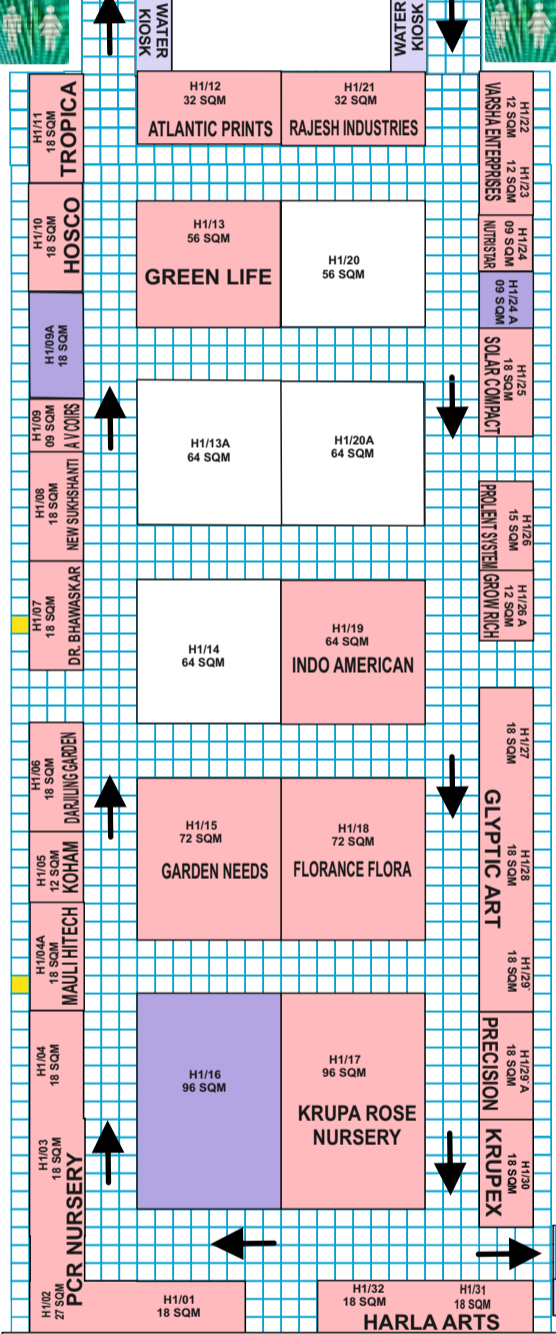 WATER
KIOSK
WATER
KIOSK
H1/11
18 SQM
TROPICA
H1/10
18 SQM
HOSCO
H1/09A
18 SQM
H1/09
09 SQM
A V COIRS
H1/08
18 SQM
NEW SUKHSHANTI
H1/07
18 SQM
DR. BHAWASKAR
H1/06
18 SQM
DARJILING GARDEN
H1/05
12 SQM
KOHAM
H1/04A
18 SQM
MAULI HITECH
H1/04
18 SQM
H1/03
18 SQM
PCR NURSERY
H1/02
27 SQM
H1/01
18 SQM
H1/12
32 SQM
ATLANTIC PRINTS
H1/21
32 SQM
RAJESH INDUSTRIES
H1/13
56 SQM
GREEN LIFE
H1/20
56 SQM
H1/13A
64 SQM
H1/20A
64 SQM
H1/14
64 SQM
H1/19
64 SQM
INDO AMERICAN
H1/15
72 SQM
GARDEN NEEDS
H1/18
72 SQM
FLORANCE FLORA
H1/16
96 SQM
H1/17
96 SQM
KRUPA ROSE
NURSERY
H1/22
12 SQM
H1/23
12 SQM
VARSHA ENTERPRISES
H1/24
09 SQM
NUTRISTAR
H1/24 A
09 SQM
H1/25
18 SQM
SOLAR COMPACT
H1/26
15 SQM
PROLIENT SYSTEM
H1/26 A
12 SQM
GROW RICH
H1/27
18 SQM
H1/28
18 SQM
GLYPTIC ART
H1/29'
18 SQM
H1/29' A
18 SQM
PRECISION
H1/30
18 SQM
KRUPEX
H1/32
18 SQM
H1/31
18 SQM
HARLA ARTS